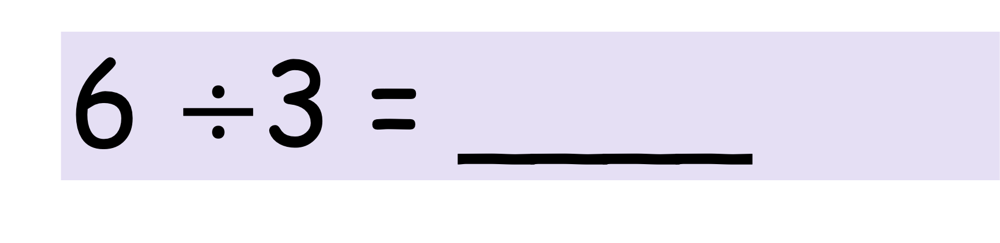 6 ÷ 3 = ____